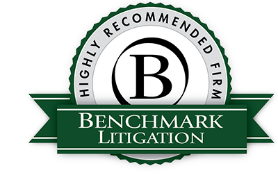 HIGHLY RECOMMENDED FIRM
B
BENCHMARK
LITIGATION